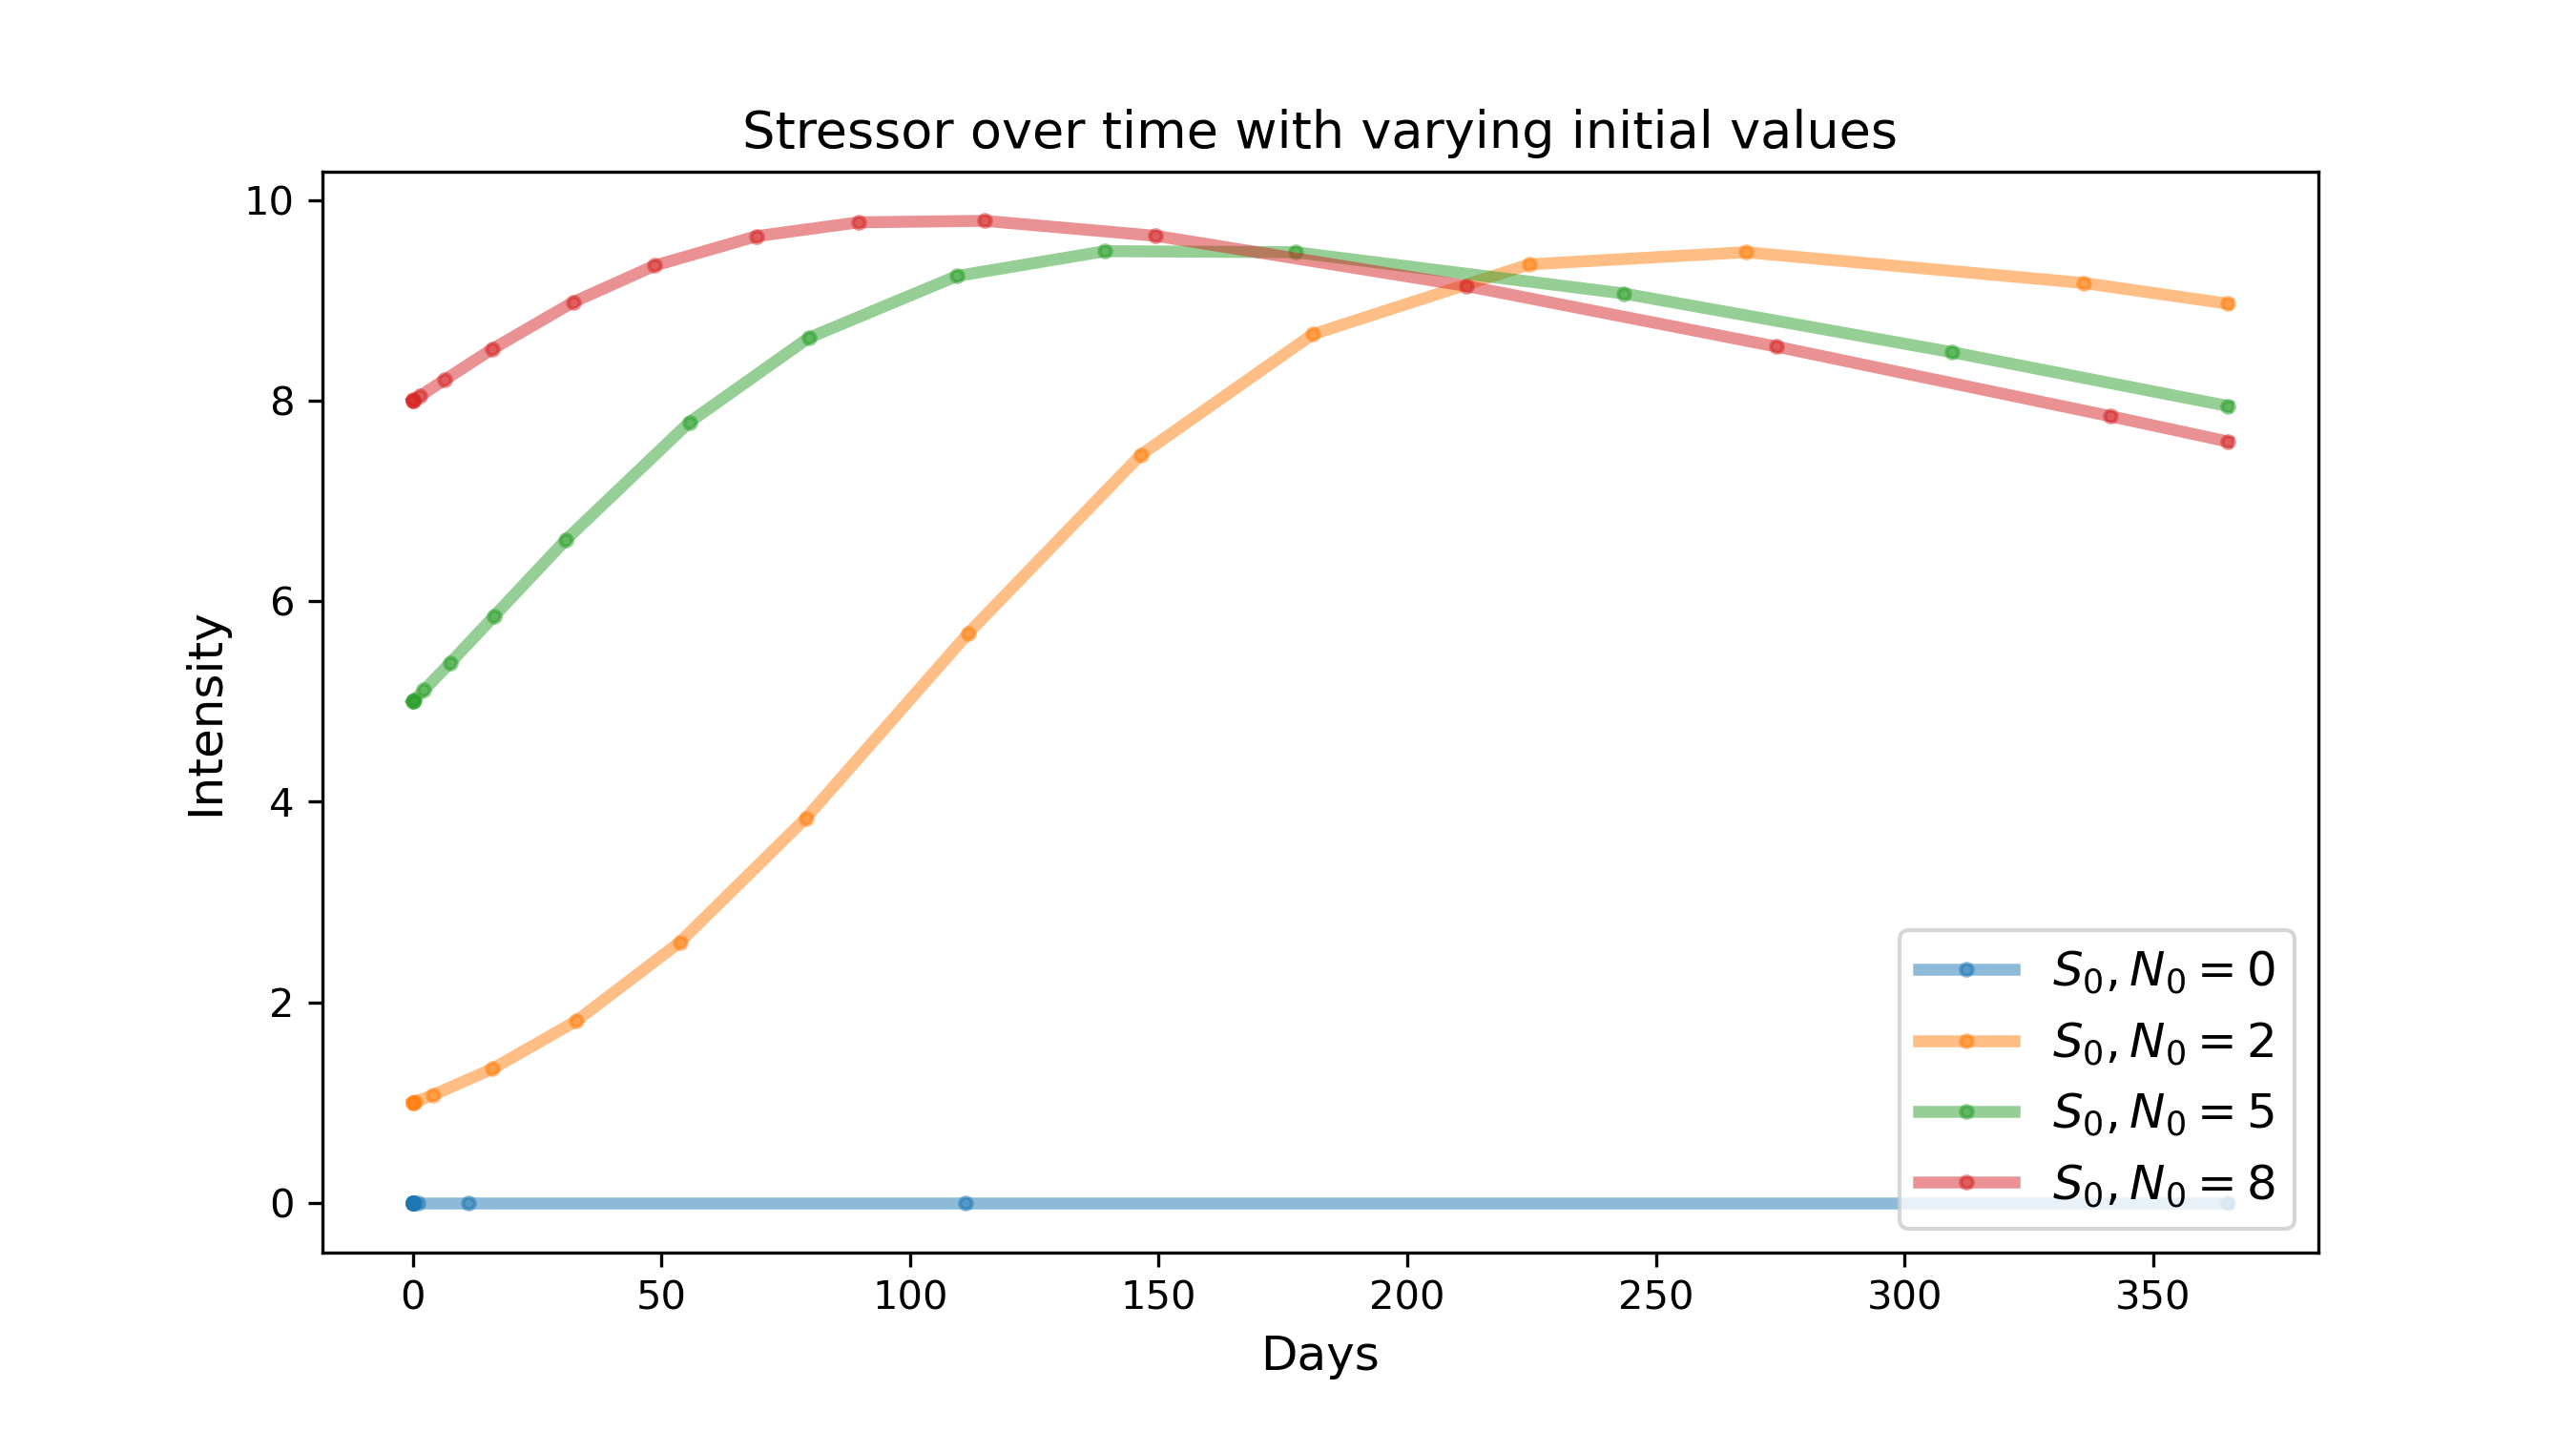 Stressor over time with varying initial values
10
8
6
4
2
0
Intensity
0 50 100 150 200 250 300 350
Days
S₀, N₀ = 0
S₀, N₀ = 2
S₀, N₀ = 5
S₀, N₀ = 8